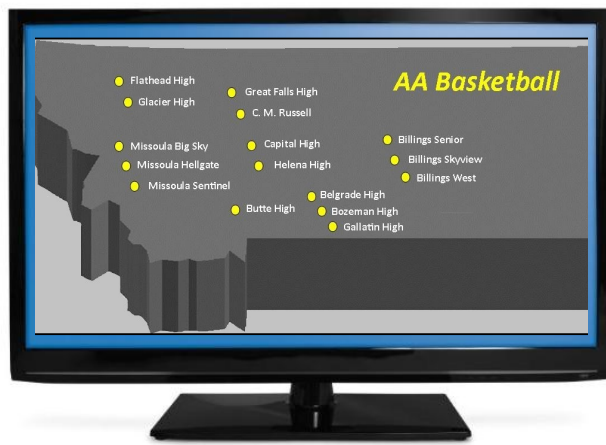 AA Basketball
Flathead High
Glacier High
Great Falls High
C. M. Russell
Missoula Big Sky
Missoula Hellgate
Missoula Sentinel
Capital High
Helena High
Billings Senior
Billings Skyview
Billings West
Butte High
Belgrade High
Bozeman High
Gallatin High